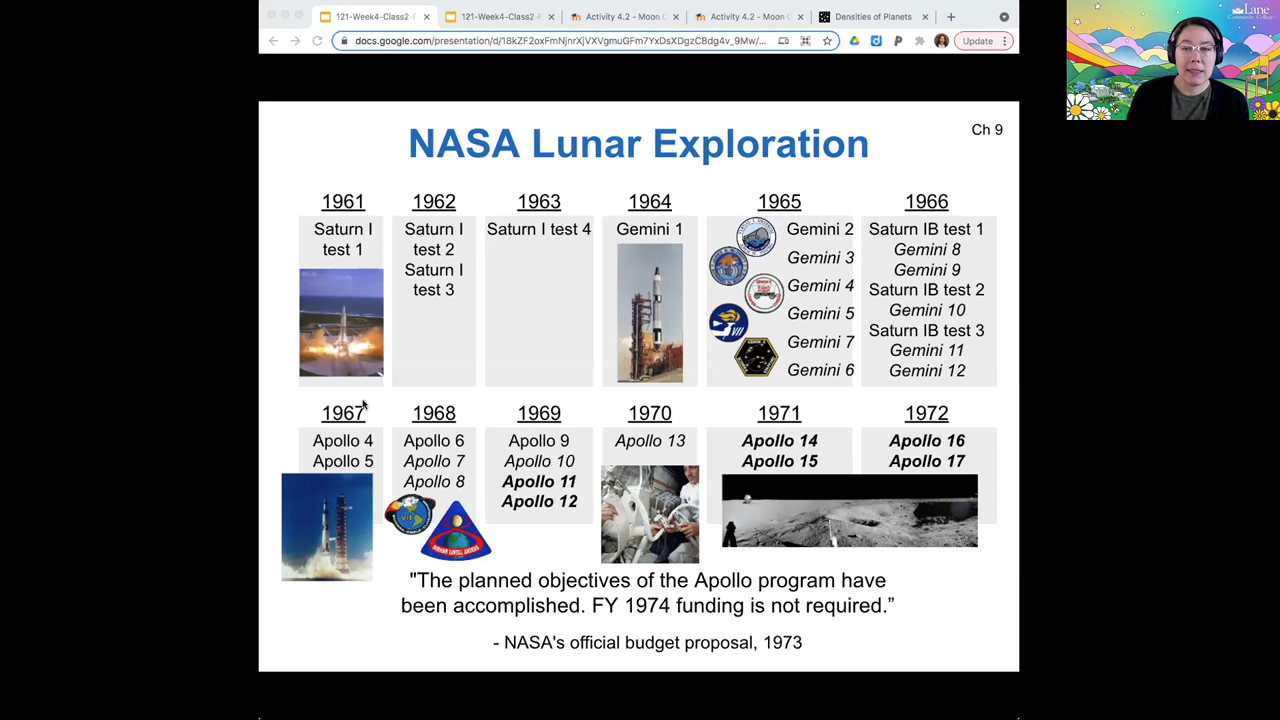 121-Week4-Class2-F
121-Week4-Class2-F
Activity 4.2 - Moon C
Activity 4.2 - Moon C
Densities of Planets
docs.google.com/presentation/d/18kZF2oxFmNjnrXjVXVgmuGFm7YxDsXDgzC8dg4v_9Mw/...
Update
Lane
Community College
Ch 9
NASA Lunar Exploration
1961
Saturn I
test 1
1962
Saturn I
test 2
Saturn I
test 3
1963
Saturn I test 4
1964
Gemini 1
1965
Gemini 2
Gemini 3
Gemini 4
Gemini 5
Gemini 7
Gemini 6
VII
1966
Saturn IB test 1
Gemini 8
Gemini 9
Saturn IB test 2
Gemini 10
Saturn IB test 3
Gemini 11
Gemini 12
1967
Apollo 4
Apollo 5
1968
Apollo 6
Apollo 7
Apollo 8
1969
Apollo 9
Apollo 10
Apollo 11
Apollo 12
1970
Apollo 13
1971
Apollo 14
Apollo 15
1972
Apollo 16
Apollo 17
"The planned objectives of the Apollo program have
been accomplished. FY 1974 funding is not required.”
- NASA's official budget proposal, 1973